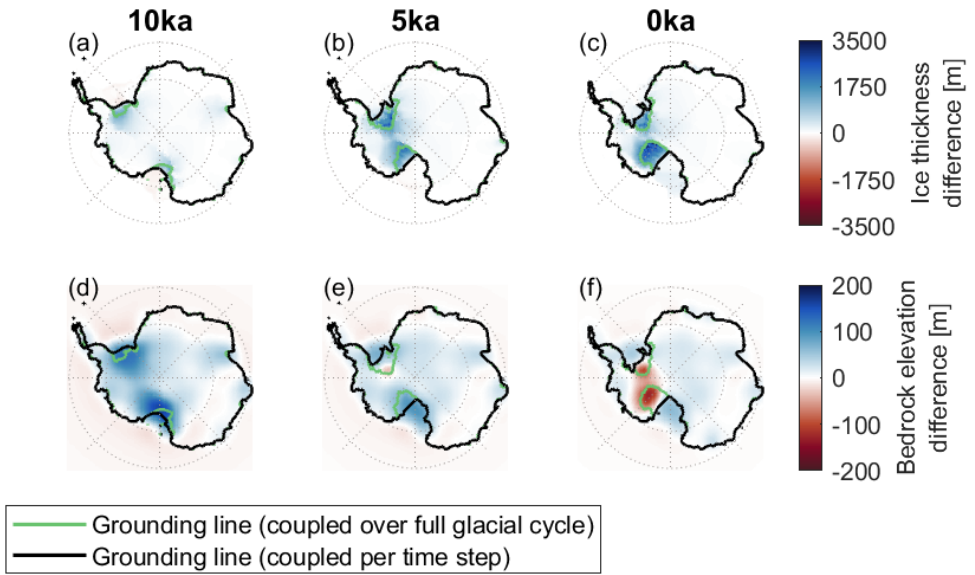 10ka
5ka
0ka
(a)
(b)
(c)
3500
1750
0
-1750
-3500
Ice thickness
difference [m]
(d)
(e)
(f)
200
100
0
-100
-200
Bedrock elevation
difference [m]
Grounding line (coupled over full glacial cycle)
Grounding line (coupled per time step)